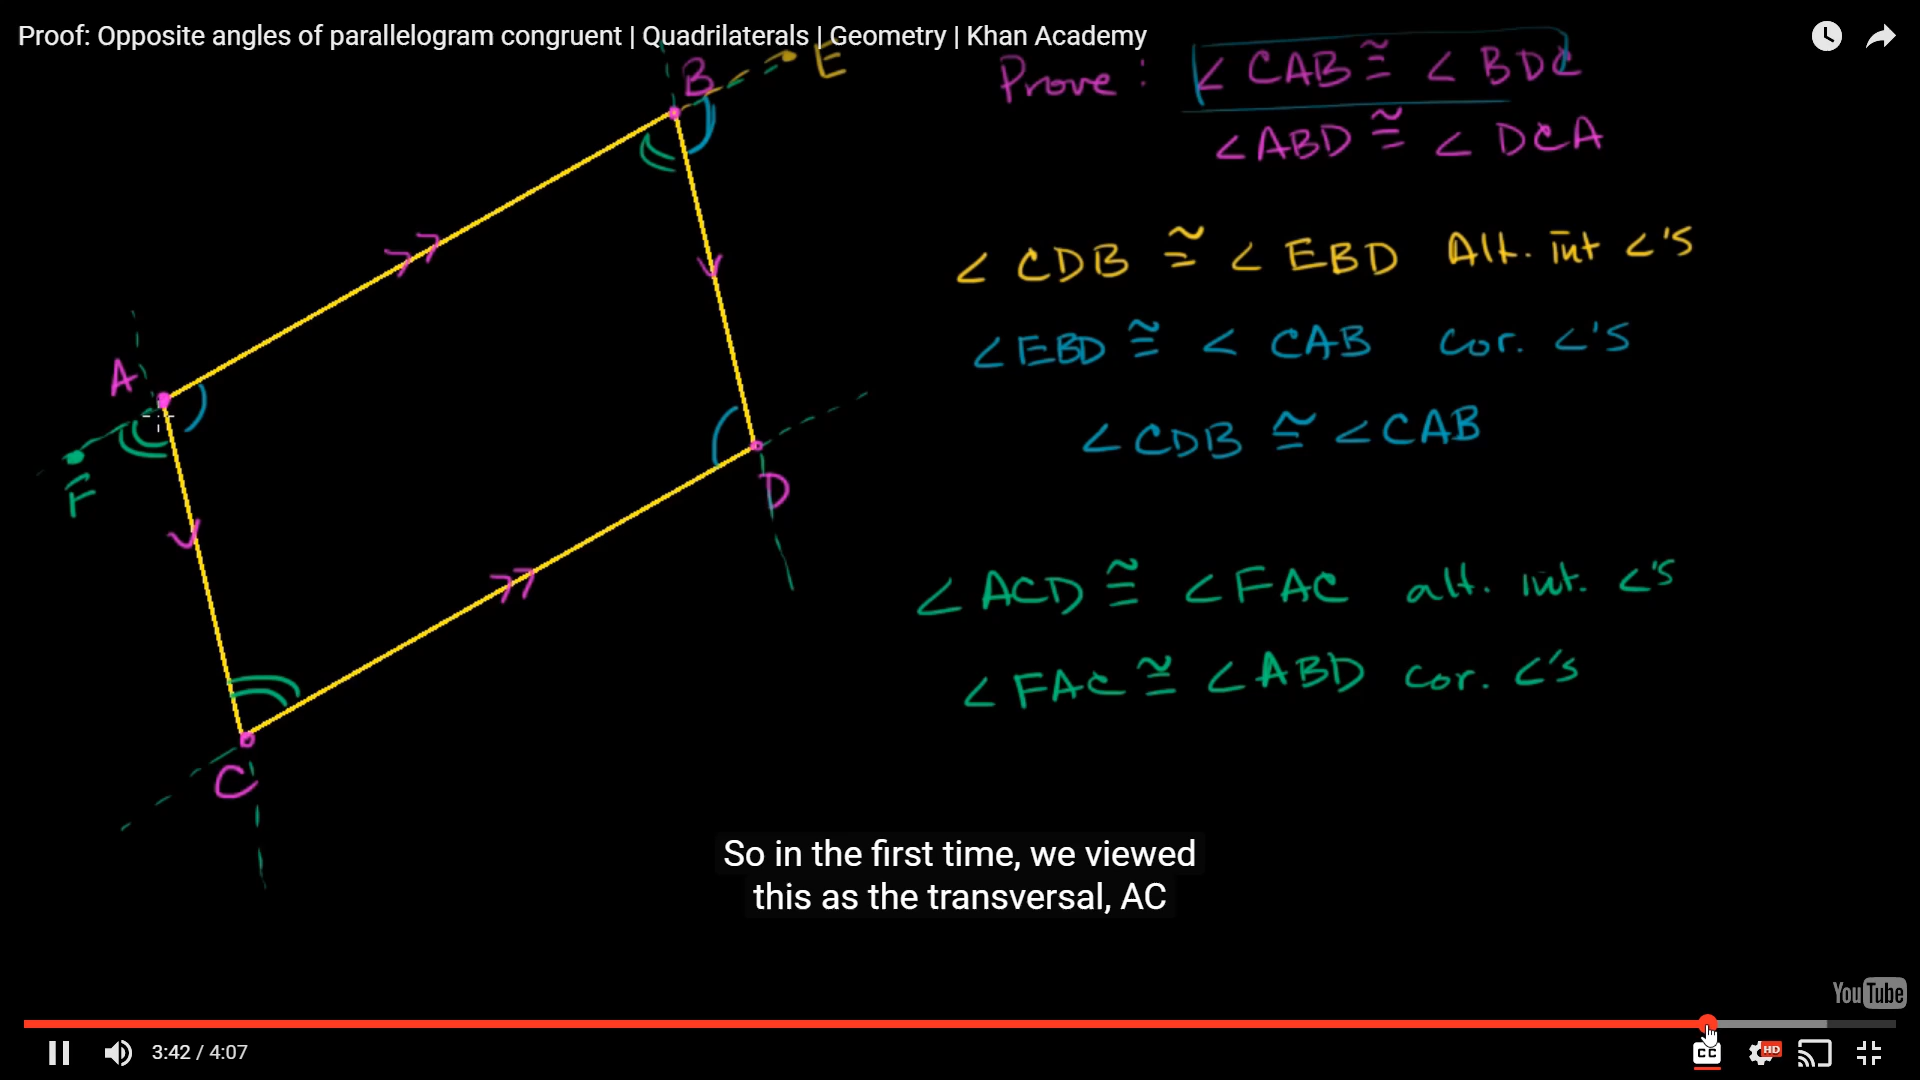 Proof: Opposite angles of parallelogram congruent | Quadrilaterals | Geometry | Khan Academy
B
E
Prove: ∠CAB ≅ ∠BDC
∠ABD ≅ ∠DCA
∠CDB ≅ ∠EBD Alt. int ∠'s
∠EBD ≅ ∠CAB cor. ∠'s
A
∠CDB ≅ ∠CAB
F
D
∠ACD ≅ ∠FAC alt. int. ∠'s
∠FAC ≅ ∠ABD cor. ∠'s
C
So in the first time, we viewed
this as the transversal, AC
YouTube
3:42 / 4:07
CC
HD